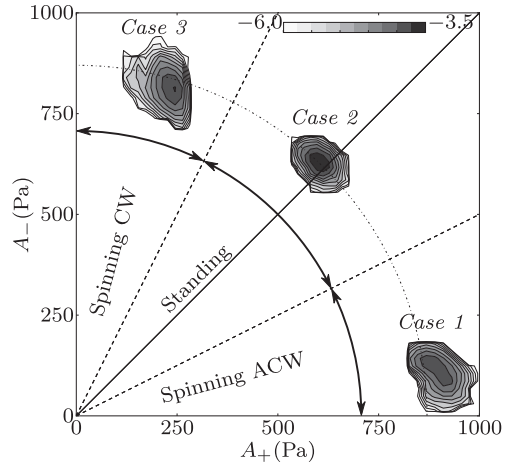 1000
Case 3
−6.0
−3.5
750
Case 2
A₋(Pa)
500
Spinning CW
Standing
250
Case 1
Spinning ACW
0
0
250
500
750
1000
A₊(Pa)